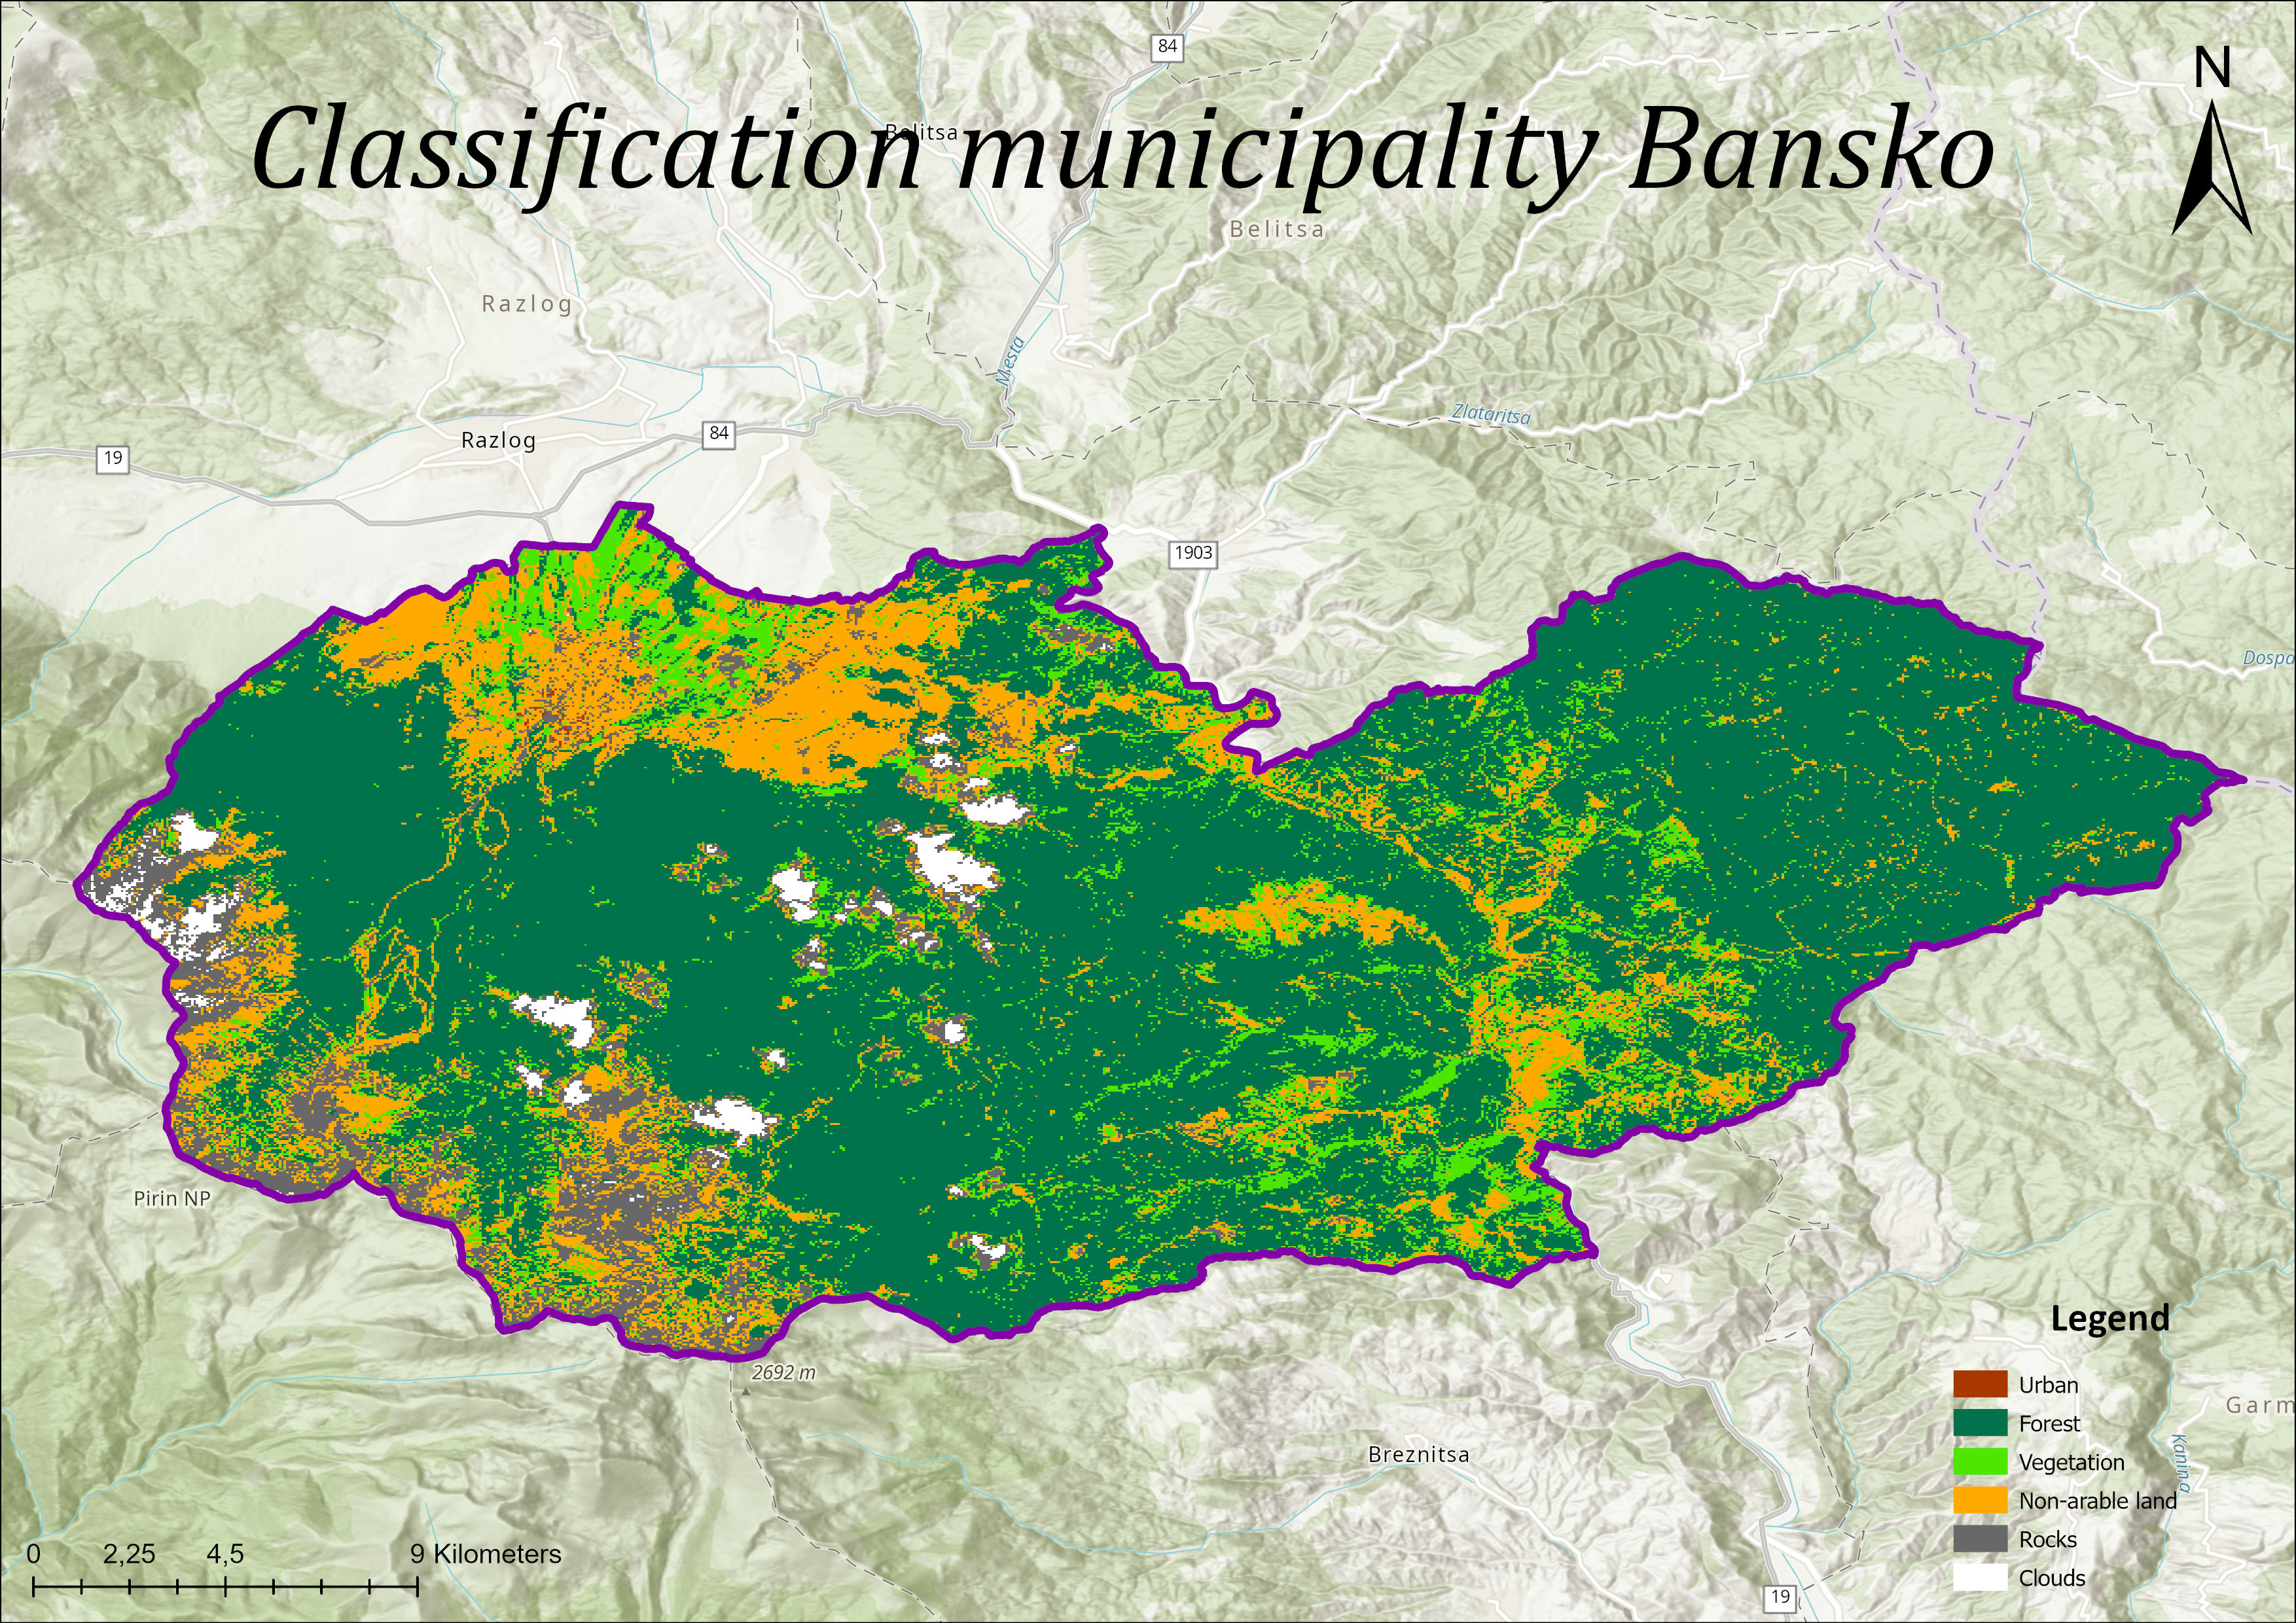 84
N
Belitsa
Classification municipality Bansko
Belitsa
Razlog
Mesta
Zlataritsa
84
Razlog
19
1903
Dospa
Pirin NP
2692 m
Legend
Urban
Garm
Forest
Breznitsa
Vegetation
Kanina
Non-arable land
Rocks
0 2,25 4,5 9 Kilometers
Clouds
19